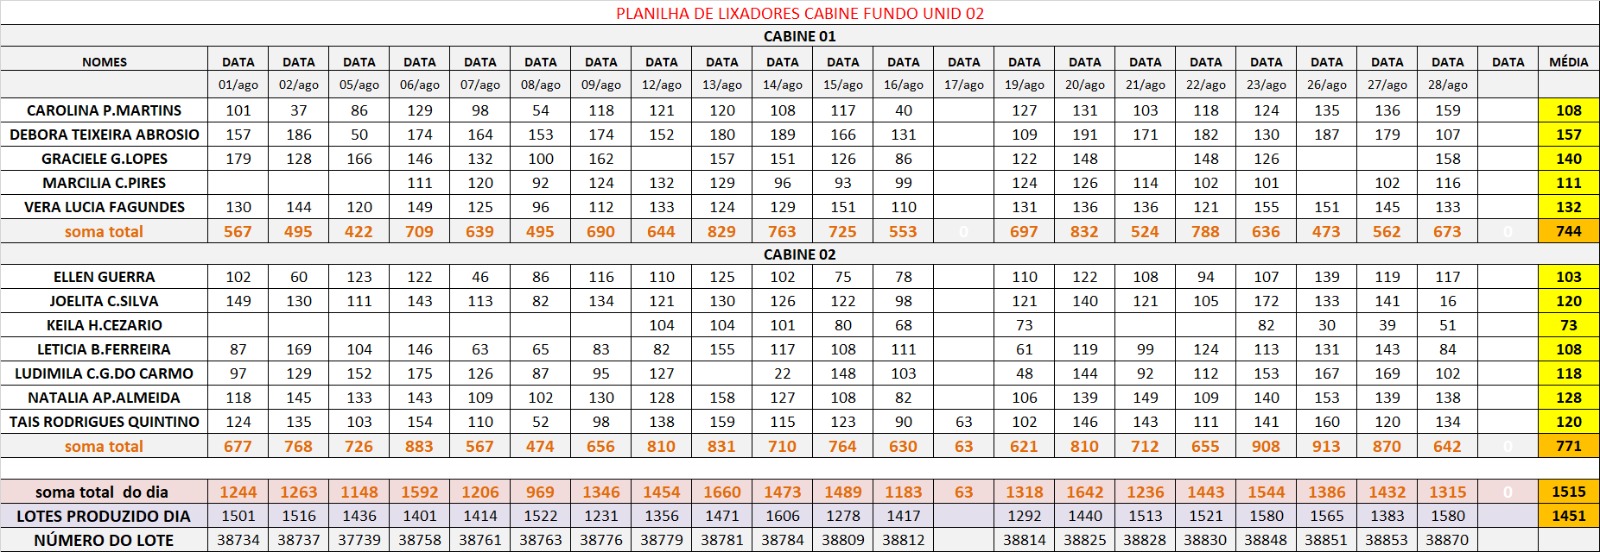 PLANILHA DE LIXADORES CABINE FUNDO UNID 02
CABINE 01
NOMES DATA DATA DATA DATA DATA DATA DATA DATA DATA DATA DATA DATA DATA DATA DATA DATA DATA DATA DATA DATA DATA DATA MÉDIA
01/ago 02/ago 05/ago 06/ago 07/ago 08/ago 09/ago 12/ago 13/ago 14/ago 15/ago 16/ago 17/ago 19/ago 20/ago 21/ago 22/ago 23/ago 26/ago 27/ago 28/ago
CAROLINA P.MARTINS 101 37 86 129 98 54 118 121 120 108 117 40 127 131 103 118 124 135 136 159 108
DEBORA TEIXEIRA ABROSIO 157 186 50 174 164 153 174 152 180 189 166 131 109 191 171 182 130 187 179 107 157
GRACIELE G.LOPES 179 128 166 146 132 100 162 157 151 126 86 122 148 148 126 158 140
MARCILIA C.PIRES 111 120 92 124 132 129 96 93 99 124 126 114 102 101 102 116 111
VERA LUCIA FAGUNDES 130 144 120 149 125 96 112 133 124 129 151 110 131 136 136 121 155 151 145 133 132
soma total 567 495 422 709 639 495 690 644 829 763 725 553 0 697 832 524 788 636 473 562 673 0 744
CABINE 02
ELLEN GUERRA 102 60 123 122 46 86 116 110 125 102 75 78 110 122 108 94 107 139 119 117 103
JOELITA C.SILVA 149 130 111 143 113 82 134 121 130 126 122 98 121 140 121 105 172 133 141 16 120
KEILA H.CEZARIO 104 104 101 80 68 73 82 30 39 51 73
LETICIA B.FERREIRA 87 169 104 146 63 65 83 82 155 117 108 111 61 119 99 124 113 131 143 84 108
LUDIMILA C.G.DO CARMO 97 129 152 175 126 87 95 127 22 148 103 48 144 92 112 153 167 169 102 118
NATALIA AP.ALMEIDA 118 145 133 143 109 102 130 128 158 127 108 82 106 139 149 109 140 153 139 138 128
TAIS RODRIGUES QUINTINO 124 135 103 154 110 52 98 138 159 115 123 90 63 102 146 143 111 141 160 120 134 120
soma total 677 768 726 883 567 474 656 810 831 710 764 630 63 621 810 712 655 908 913 870 642 0 771
soma total do dia 1244 1263 1148 1592 1206 969 1346 1454 1660 1473 1489 1183 63 1318 1642 1236 1443 1544 1386 1432 1315 0 1515
LOTES PRODUZIDO DIA 1501 1516 1436 1401 1414 1522 1231 1356 1471 1606 1278 1417 1292 1440 1513 1521 1580 1565 1383 1580 1451
NÚMERO DO LOTE 38734 38737 37739 38758 38761 38763 38776 38779 38781 38784 38809 38812 38814 38825 38828 38830 38848 38851 38853 38870